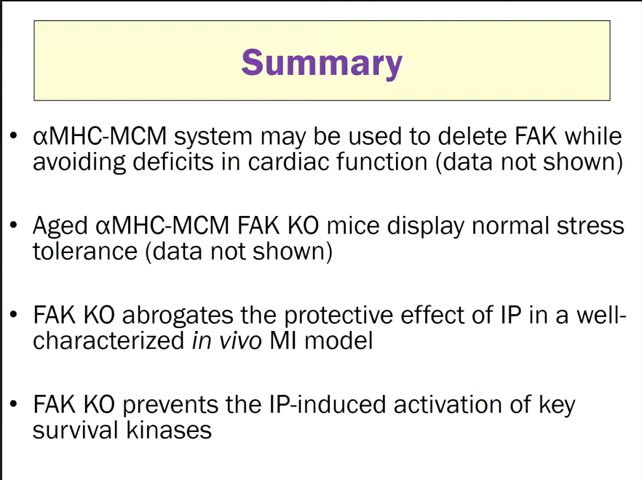 Summary
• αMHC-MCM system may be used to delete FAK while
avoiding deficits in cardiac function (data not shown)
• Aged αMHC-MCM FAK KO mice display normal stress
tolerance (data not shown)
• FAK KO abrogates the protective effect of IP in a well-
characterized in vivo MI model
• FAK KO prevents the IP-induced activation of key
survival kinases